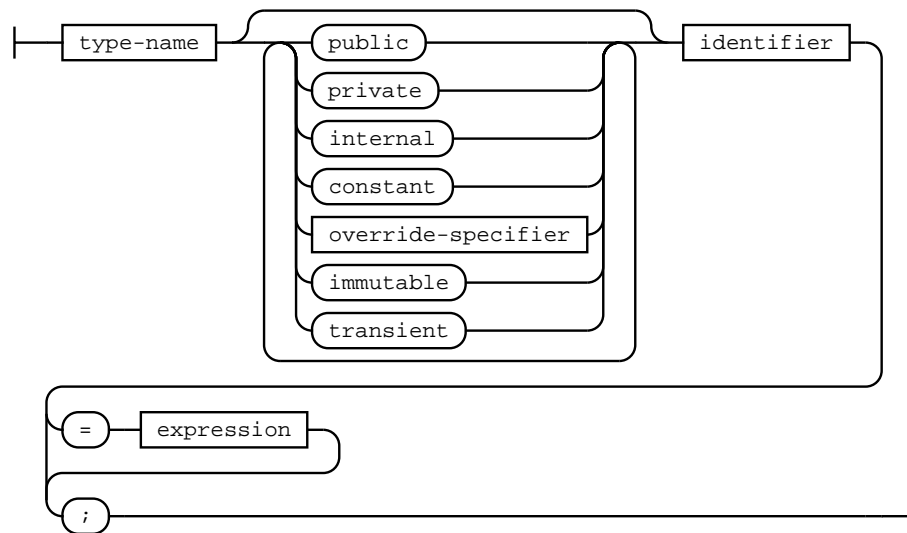 type-name public identifier
private
internal
constant
override-specifier
immutable
transient
= expression
;